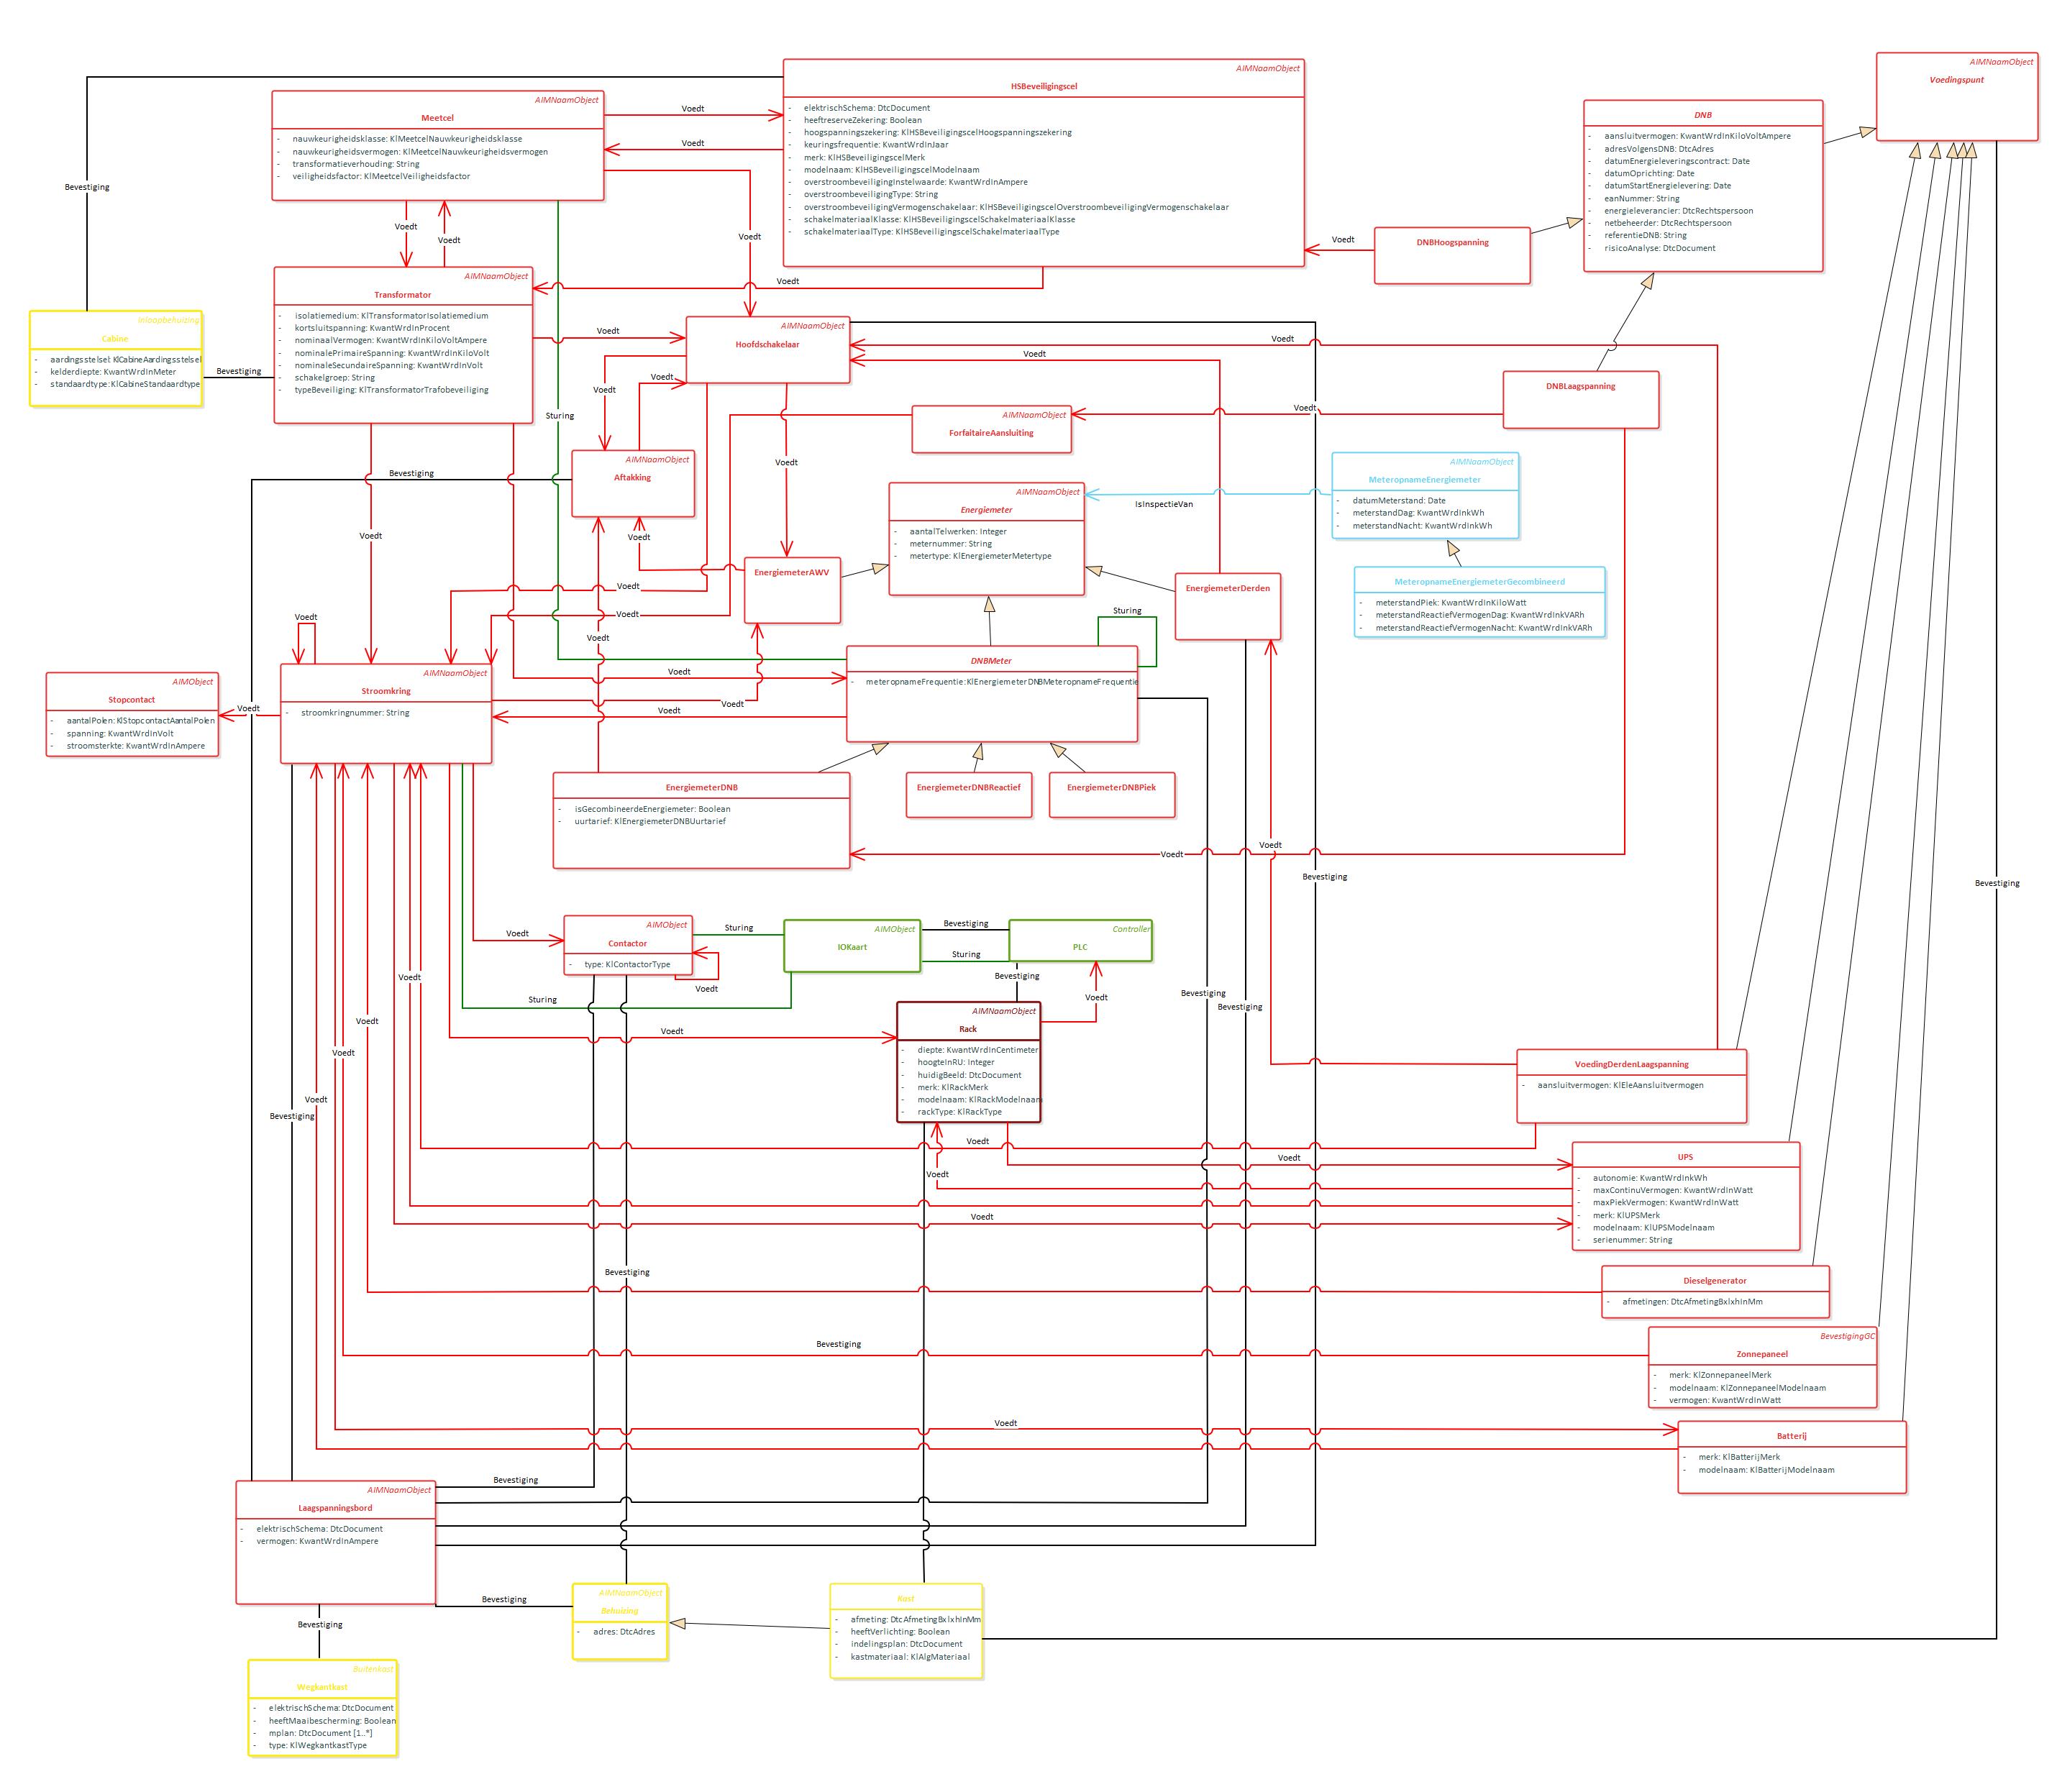 AIMNaamObject
Voedingspunt
AIMNaamObject
HSBeveiligingscel
- elektrischSchema: DtcDocument
- heeftreserveZekering: Boolean
- hoogspanningszekering: KlHSBeveiligingscelHoogspanningszekering
- keuringsfrequentie: KwantWrdInJaar
- merk: KlHSBeveiligingscelMerk
- modelnaam: KlHSBeveiligingscelModelnaam
- overstroombeveiligingInstelwaarde: KwantWrdInAmpere
- overstroombeveiligingType: String
- overstroombeveiligingVermogenschakelaar: KlHSBeveiligingscelOverstroombeveiligingVermogenschakelaar
- schakelmateriaalKlasse: KlHSBeveiligingscelSchakelmateriaalKlasse
- schakelmateriaalType: KlHSBeveiligingscelSchakelmateriaalType
AIMNaamObject
Meetcel
- nauwkeurigheidsklasse: KlMeetcelNauwkeurigheidsklasse
- nauwkeurigheidsvermogen: KlMeetcelNauwkeurigheidsvermogen
- transformatieverhouding: String
- veiligheidsfactor: KlMeetcelVeiligheidsfactor
Voedt
Voedt
DNB
- aansluitvermogen: KwantWrdInKiloVoltAmpere
- adresVolgensDNB: DtcAdres
- datumEnergieleveringscontract: Date
- datumOprichting: Date
- datumStartEnergielevering: Date
- eanNummer: String
- energieleverancier: DtcRechtspersoon
- netbeheerder: DtcRechtspersoon
- referentieDNB: String
- risicoAnalyse: DtcDocument
Bevestiging
Voedt
Voedt
Voedt
Voedt
DNBHoogspanning
AIMNaamObject
Transformator
- isolatiemedium: KlTransformatorIsolatiemedium
- kortsluitspanning: KwantWrdInProcent
- nominaalVermogen: KwantWrdInKiloVoltAmpere
- nominalePrimaireSpanning: KwantWrdInKiloVolt
- nominaleSecundaireSpanning: KwantWrdInVolt
- schakelgroep: String
- typeBeveiliging: KlTransformatorTrafobeveiliging
Voedt
Inloopbehuizing
Cabine
- aardingsstelsel: KlCabineAardingsstelsel
- kelderdiepte: KwantWrdInMeter
- standaardtype: KlCabineStandaardtype
Bevestiging
Voedt
AIMNaamObject
Hoofdschakelaar
Voedt
Voedt
Voedt
Voedt
DNBLaagspanning
Sturing
AIMNaamObject
ForfaitaireAansluiting
Voedt
AIMNaamObject
Aftakking
Bevestiging
Voedt
AIMNaamObject
MeteropnameEnergiemeter
- datumMeterstand: Date
- meterstandDag: KwantWrdInkWh
- meterstandNacht: KwantWrdInkWh
IsInspectieVan
AIMNaamObject
Energiemeter
- aantalTelwerken: Integer
- meternummer: String
- metertype: KlEnergiemeterMetertype
Voedt
Voedt
EnergiemeterAWV
Voedt
EnergiemeterDerden
MeteropnameEnergiemeterGecombineerd
- meterstandPiek: KwantWrdInKiloWatt
- meterstandReactiefVermogenDag: KwantWrdInkVARh
- meterstandReactiefVermogenNacht: KwantWrdInkVARh
Voedt
Voedt
Voedt
Sturing
AIMNaamObject
Stroomkring
- stroomkringnummer: String
DNBMeter
- meteropnameFrequentie: KlEnergiemeterDNBMeteropnameFrequentie
Voedt
Voedt
Voedt
AIMObject
Stopcontact
- aantalPolen: KlStopcontactAantalPolen
- spanning: KwantWrdInVolt
- stroomsterkte: KwantWrdInAmpere
Voedt
EnergiemeterDNB
- isGecombineerdeEnergiemeter: Boolean
- uurtarief: KlEnergiemeterDNBUurtarief
EnergiemeterDNBReactief
EnergiemeterDNBPiek
Voedt
Voedt
Bevestiging
Bevestiging
AIMObject
Contactor
- type: KlContactorType
Voedt
Voedt
Sturing
AIMObject
IOKaart
Bevestiging
Sturing
Controller
PLC
Bevestiging
Voedt
Voedt
Sturing
Bevestiging
Bevestiging
AIMNaamObject
Rack
- diepte: KwantWrdInCentimeter
- hoogteInRU: Integer
- huidigBeeld: DtcDocument
- merk: KlRackMerk
- modelnaam: KlRackModelnaam
- rackType: KlRackType
Voedt
Voedt
Voedt
Voedt
Bevestiging
VoedingDerdenLaagspanning
- aansluitvermogen: KlEleAansluitvermogen
Voedt
Voedt
Voedt
Voedt
UPS
- autonomie: KwantWrdInkWh
- maxContinuVermogen: KwantWrdInWatt
- maxPiekVermogen: KwantWrdInWatt
- merk: KlUPSMerk
- modelnaam: KlUPSModelnaam
- serienummer: String
Bevestiging
Dieselgenerator
- afmetingen: DtcAfmetingBxlxhInMm
Bevestiging
BevestigingGC
Zonnepaneel
- merk: KlZonnepaneelMerk
- modelnaam: KlZonnepaneelModelnaam
- vermogen: KwantWrdInWatt
Voedt
Batterij
- merk: KlBatterijMerk
- modelnaam: KlBatterijModelnaam
Bevestiging
AIMNaamObject
Laagspanningsbord
- elektrischSchema: DtcDocument
- vermogen: KwantWrdInAmpere
Bevestiging
Bevestiging
AIMNaamObject
Behuizing
- adres: DtcAdres
Kast
- afmeting: DtcAfmetingBxlxhInMm
- heeftVerlichting: Boolean
- indelingsplan: DtcDocument
- kastmateriaal: KlAlgMateriaal
Buitenkast
Wegkantkast
- elektrischSchema: DtcDocument
- heeftMaaibescherming: Boolean
- mplan: DtcDocument [1..*]
- type: KlWegkantkastType